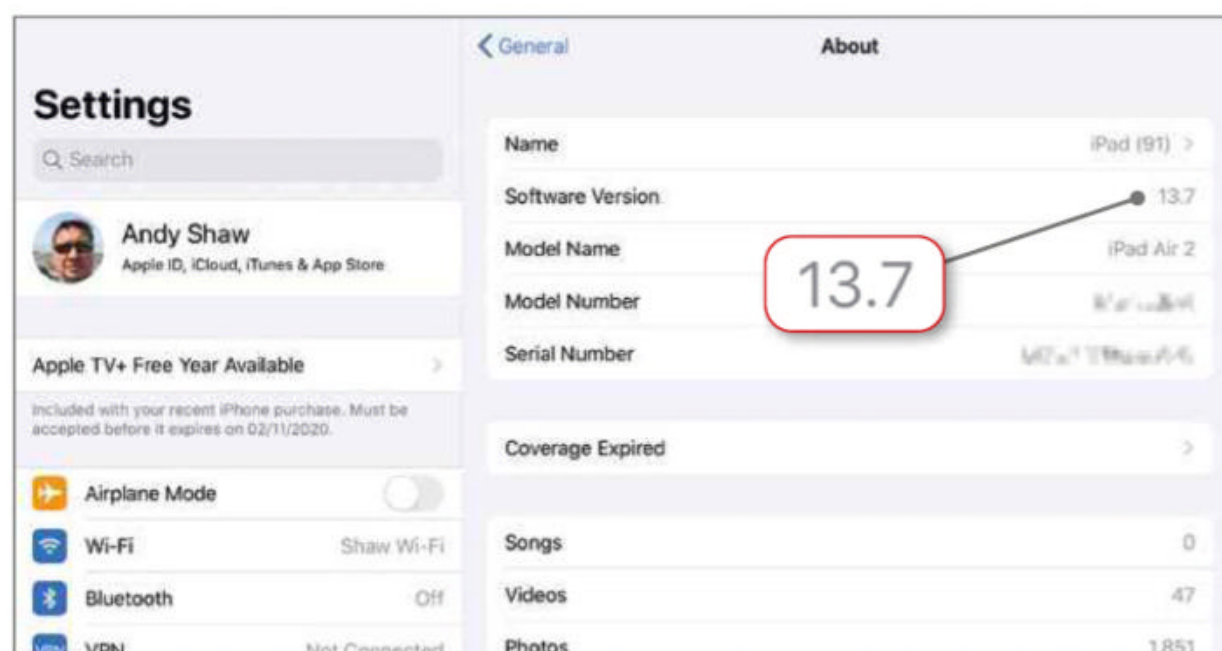 Settings
Search
Andy Shaw
Apple ID, iCloud, iTunes & App Store
Apple TV+ Free Year Available
Included with your recent iPhone purchase. Must be
accepted before it expires on 02/11/2020.
Airplane Mode
Wi-Fi Shaw Wi-Fi
Bluetooth Off
VPN Not Connected
General About
Name iPad (91)
Software Version 13.7
Model Name iPad Air 2
13.7
Model Number
Serial Number
Coverage Expired
Songs 0
Videos 47
Photos 1,851